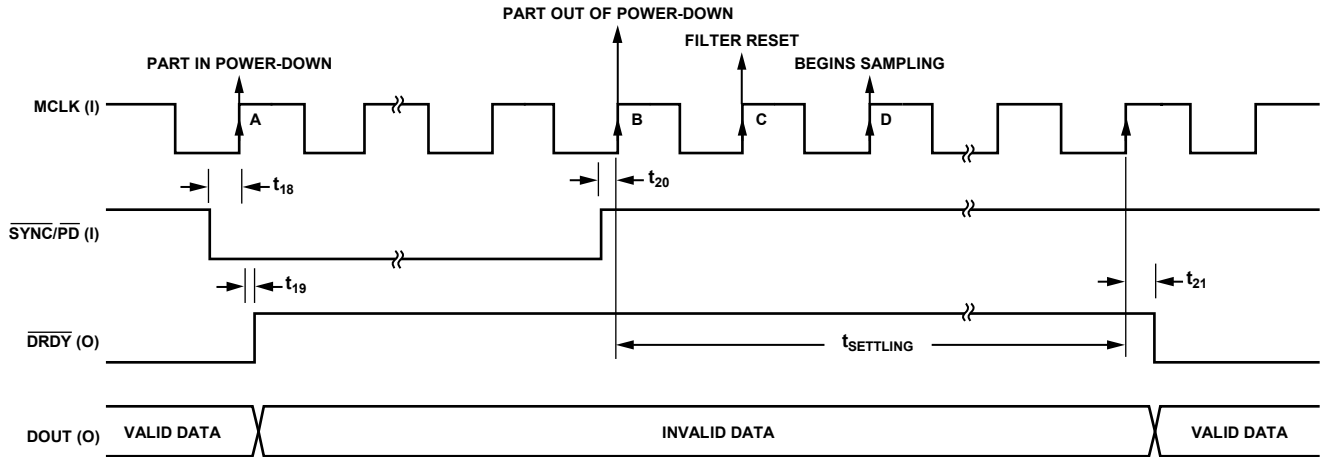 PART OUT OF POWER-DOWN
FILTER RESET
PART IN POWER-DOWN
BEGINS SAMPLING
MCLK (I)
A
B
C
D
t18
t20
SYNC/PD (I)
t19
t21
DRDY (O)
tSETTLING
DOUT (O)
VALID DATA
INVALID DATA
VALID DATA